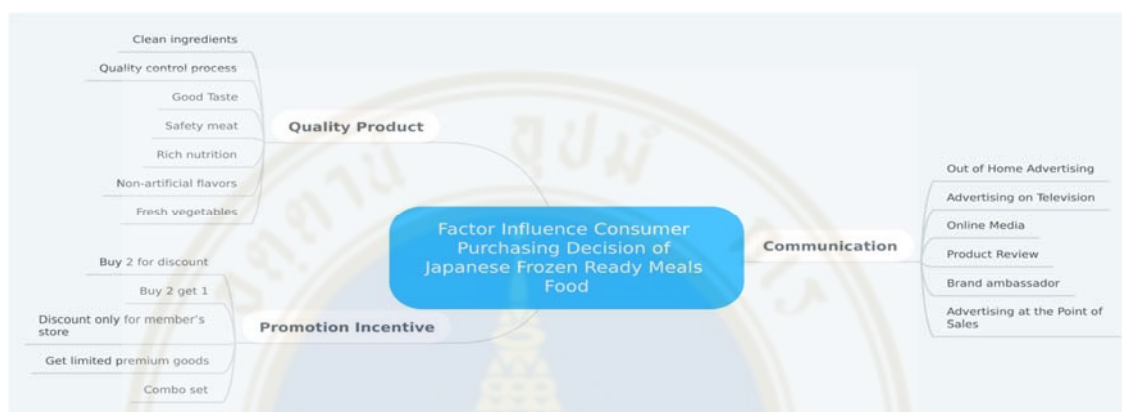 Clean ingredients
Quality control process
Good Taste
Safety meat
Rich nutrition
Non-artificial flavors
Fresh vegetables
Quality Product
Buy 2 for discount
Buy 2 get 1
Discount only for member's
store
Get limited premium goods
Combo set
Promotion Incentive
Factor Influence Consumer
Purchasing Decision of
Japanese Frozen Ready Meals
Food
Communication
Out of Home Advertising
Advertising on Television
Online Media
Product Review
Brand ambassador
Advertising at the Point of
Sales